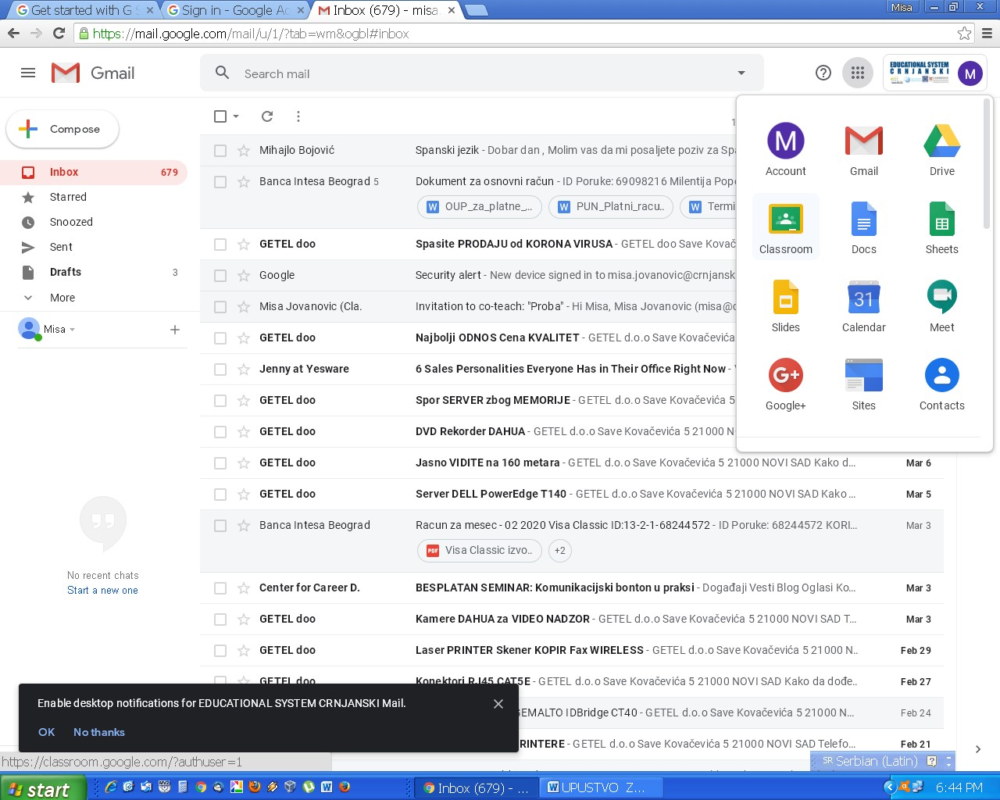 Get started with G S
Sign in - Google Ac
Inbox (679) - misa.
Misa
https://mail.google.com/mail/u/1/?tab=wm&ogbl#inbox
Gmail
Search mail
EDUCATIONAL SYSTEM
CRNJANSKI
M
Compose
Inbox 679
Starred
Snoozed
Sent
Drafts 3
More
Misa
No recent chats
Start a new one
Mihajlo Bojović Spanski jezik - Dobar dan , Molim vas da mi posaljete poziv za Spa
Banca Intesa Beograd 5 Dokument za osnovni račun - ID Poruke: 69098216 Milentija Pop
OUP_za_platne_... PUN_Platni_racu.. Termi
GETEL doo Spasite PRODAJU od KORONA VIRUSA - GETEL doo Save Kovač
Google Security alert - New device signed in to misa.jovanovic@crnjansk
Misa Jovanovic (Cla. Invitation to co-teach: "Proba" - Hi Misa, Misa Jovanovic (misa@c
GETEL doo Najbolji ODNOS Cena KVALITET - GETEL d.o.o Save Kovačevića
Jenny at Yesware 6 Sales Personalities Everyone Has in Their Office Right Now -
GETEL doo Spor SERVER zbog MEMORIJE - GETEL d.o.o Save Kovačevića 5
GETEL doo DVD Rekorder DAHUA - GETEL d.o.o Save Kovačevića 5 21000 N
GETEL doo Jasno VIDITE na 160 metara - GETEL d.o.o Save Kovačevića 5 21000 NOVI SAD Kako d... Mar 6
GETEL doo Server DELL PowerEdge T140 - GETEL d.o.o Save Kovačevića 5 21000 NOVI SAD Kako ... Mar 5
Banca Intesa Beograd Racun za mesec - 02 2020 Visa Classic ID:13-2-1-68244572 - ID Poruke: 68244572 KORI... Mar 3
PDF Visa Classic izvo.. +2
Center for Career D. BESPLATAN SEMINAR: Komunikacijski bonton u praksi - Događaji Vesti Blog Oglasi Ko... Mar 3
GETEL doo Kamere DAHUA za VIDEO NADZOR - GETEL d.o.o Save Kovačevića 5 21000 NOVI SAD T... Mar 3
GETEL doo Laser PRINTER Skener KOPIR Fax WIRELESS - GETEL d.o.o Save Kovačevića 5 21000 N.. Feb 29
GETEL doo Konektori RJ45 CAT5E - GETEL d.o.o Save Kovačevića 5 21000 NOVI SAD Kako da dođe.. Feb 27
GEMALTO IDBridge CT40 - GETEL d.o.o Save Kovačevića 5 21000 NOVI SAD N... Feb 24
PRINTERE - GETEL d.o.o Save Kovačevića 5 21000 NOVI SAD Telefo... Feb 21
M
Account Gmail Drive
Classroom Docs Sheets
31
Slides Calendar Meet
G+
Google+ Sites Contacts
Enable desktop notifications for EDUCATIONAL SYSTEM CRNJANSKI Mail.
OK No thanks
https://classroom.google.com/?authuser=1
SR Serbian (Latin)
start
Inbox (679) - ...
UPUSTVO Z...
6:44 PM